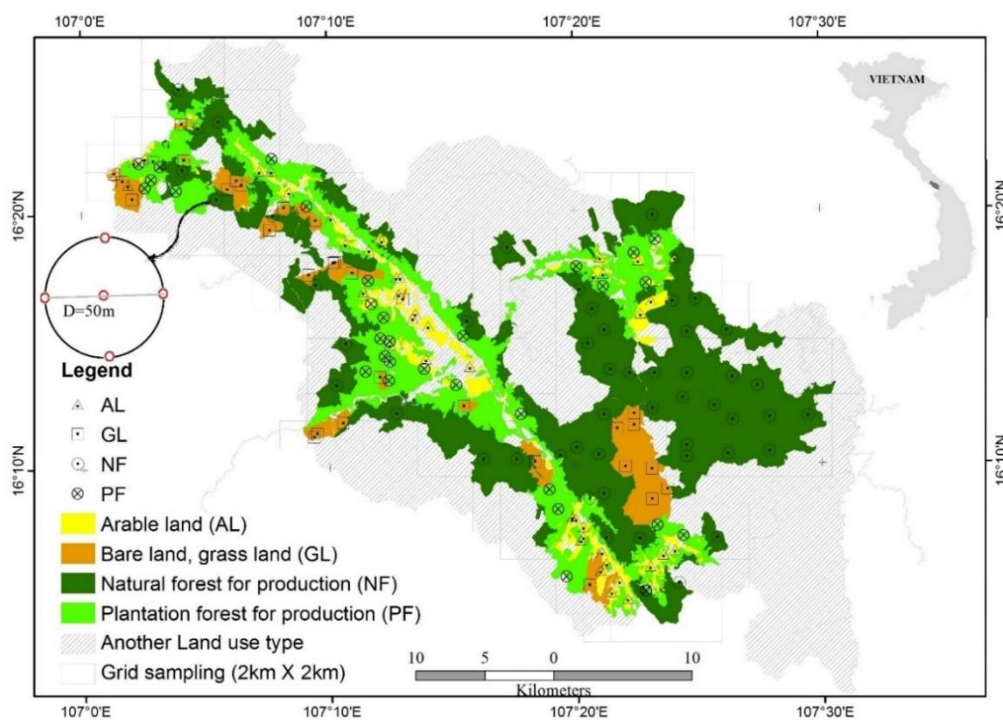 107°0'E 107°10'E 107°20'E 107°30'E
VIETNAM
16°20'N 16°20'N
D=50m
Legend
AL
GL
NF
PF
16°10'N 16°10'N
Arable land (AL)
Bare land, grass land (GL)
Natural forest for production (NF)
Plantation forest for production (PF)
Another Land use type
Grid sampling (2km X 2km)
10 5 0 10
Kilometers
107°0'E 107°10'E 107°20'E 107°30'E